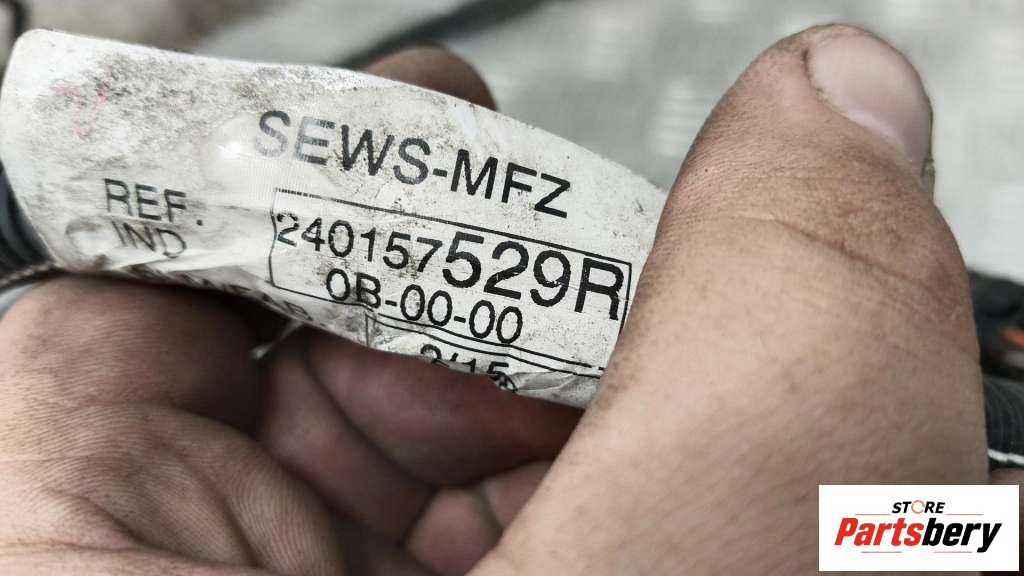 SEWS-MFZ
REF. 240157529R
IND 0B-00-00
STORE
Partsbery